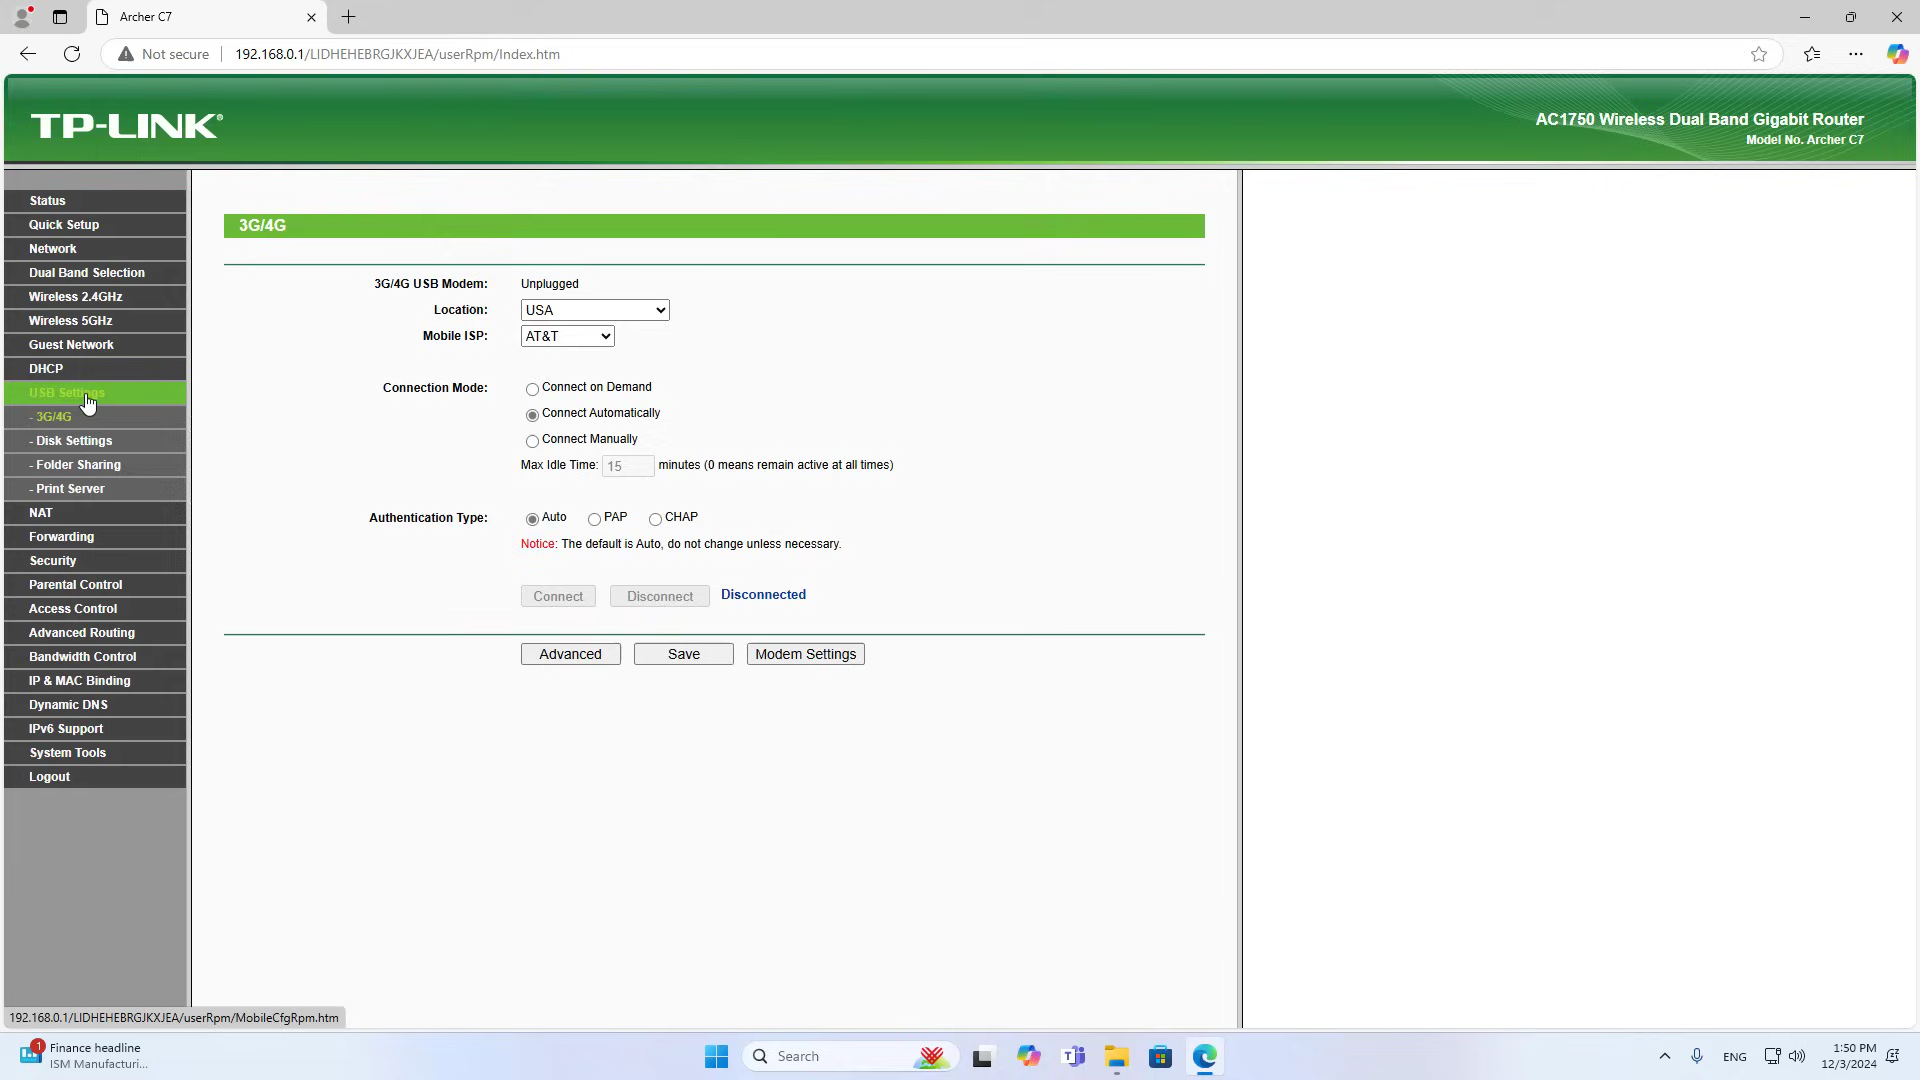 Archer C7
Not secure
192.168.0.1/LIDHEHEBRGJKXJEA/userRpm/Index.htm
TP-LINK®
AC1750 Wireless Dual Band Gigabit Router
Model No. Archer C7
Status
Quick Setup
Network
Dual Band Selection
Wireless 2.4GHz
Wireless 5GHz
Guest Network
DHCP
USB Settings
- 3G/4G
- Disk Settings
- Folder Sharing
- Print Server
NAT
Forwarding
Security
Parental Control
Access Control
Advanced Routing
Bandwidth Control
IP & MAC Binding
Dynamic DNS
IPv6 Support
System Tools
Logout
3G/4G
3G/4G USB Modem: Unplugged
Location: USA
Mobile ISP: AT&T
Connection Mode: Connect on Demand
Connect Automatically
Connect Manually
Max Idle Time: 15 minutes (0 means remain active at all times)
Authentication Type: Auto PAP CHAP
Notice: The default is Auto, do not change unless necessary.
Connect Disconnect Disconnected
Advanced Save Modem Settings
192.168.0.1/LIDHEHEBRGJKXJEA/userRpm/MobileCfgRpm.htm
1
Finance headline
ISM Manufacturi...
Search
ENG
1:50 PM
12/3/2024